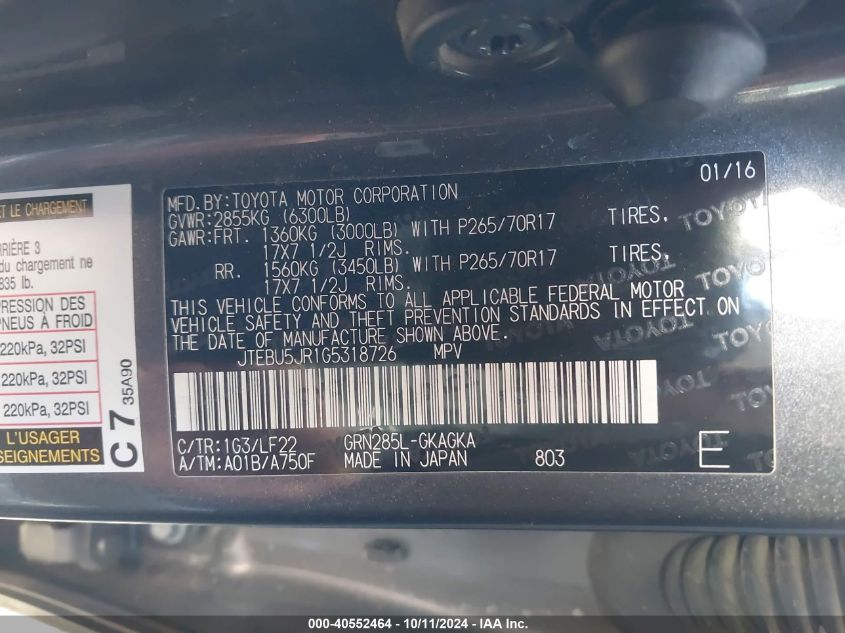 ET LE CHARGEMENT
RIÈRE 3
du chargement ne
835 lb.
PRESSION DES
PNEUS À FROID
220kPa, 32PSI
220kPa, 32PSI
220kPa, 32PSI
L'USAGER
SEIGNEMENTS
C 7 35A90
01/16
MFD.BY:TOYOTA MOTOR CORPORATION
GVWR:2855KG (6300LB)
GAWR:FRT. 1360KG (3000LB) WITH P265/70R17 TIRES,
17X7 1/2J RIMS.
RR. 1560KG (3450LB) WITH P265/70R17 TIRES,
17X7 1/2J RIMS.
THIS VEHICLE CONFORMS TO ALL APPLICABLE FEDERAL MOTOR
VEHICLE SAFETY AND THEFT PREVENTION STANDARDS IN EFFECT ON
THE DATE OF MANUFACTURE SHOWN ABOVE.
JTEBU5JR1G5318726 MPV
C/TR:1G3/LF22 GRN285L-GKAGKA
A/TM:A01B/A750F MADE IN JAPAN 803 E
000-40552464 - 10/11/2024 - IAA Inc.